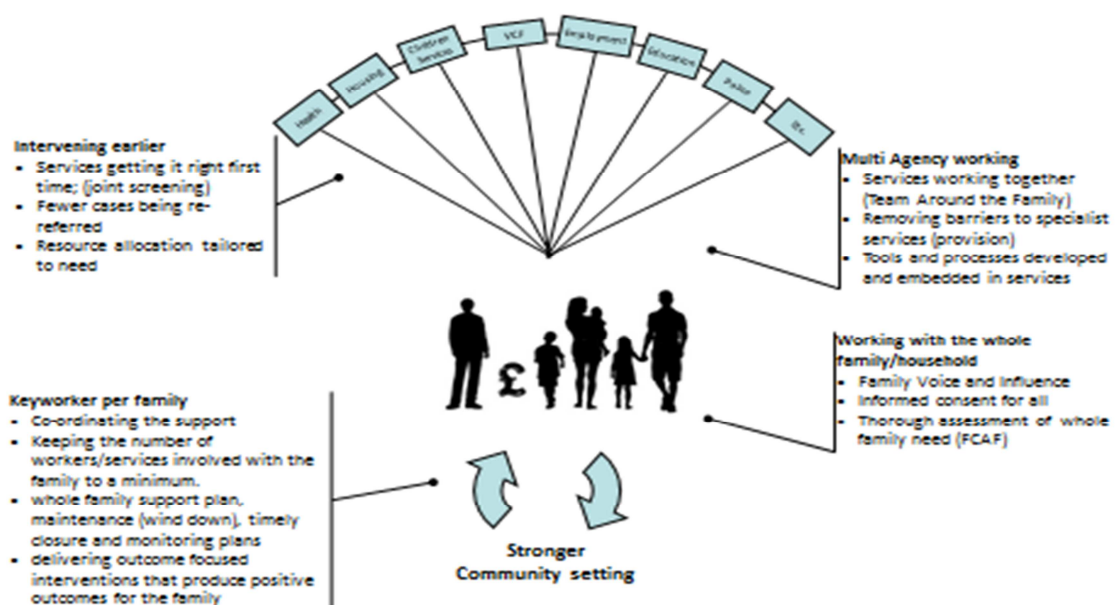 Health
Housing
Children
Services
VCF
Employment
Education
Police
Etc.
Intervening earlier
• Services getting it right first
time; (joint screening)
• Fewer cases being re-
referred
• Resource allocation tailored
to need
Multi Agency working
• Services working together
(Team Around the Family)
• Removing barriers to specialist
services (provision)
• Tools and processes developed
and embedded in services
£
Working with the whole
family/household
• Family Voice and Influence
• Informed consent for all
• Thorough assessment of whole
family need (FCAF)
Keyworker per family
• Co-ordinating the support
• Keeping the number of
workers/services involved with the
family to a minimum.
• whole family support plan,
maintenance (wind down), timely
closure and monitoring plans
• delivering outcome focused
interventions that produce positive
outcomes for the family
Stronger
Community setting